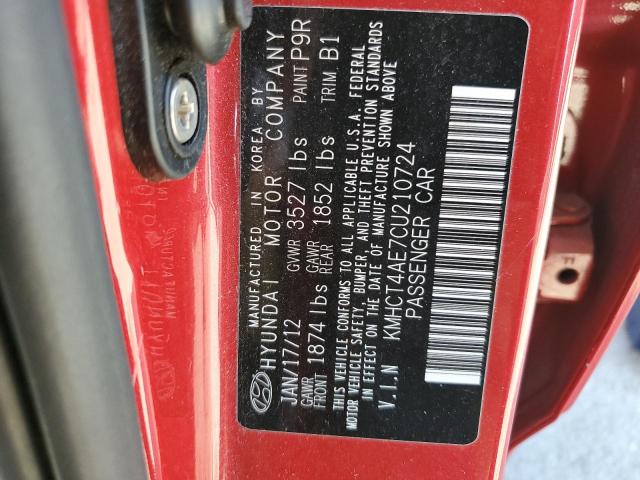 MANUFACTURED IN KOREA BY
HYUNDAI MOTOR COMPANY
JAN/17/12 GVWR 3527 lbs PAINT P9R
GAWR FRONT 1874 lbs GAWR REAR 1852 lbs TRIM B1
THIS VEHICLE CONFORMS TO ALL APPLICABLE U.S.A. FEDERAL
MOTOR VEHICLE SAFETY, BUMPER, AND THEFT PREVENTION STANDARDS
IN EFFECT ON THE DATE OF MANUFACTURE SHOWN ABOVE
V.I.N KMHCT4AE7CU210724
PASSENGER CAR